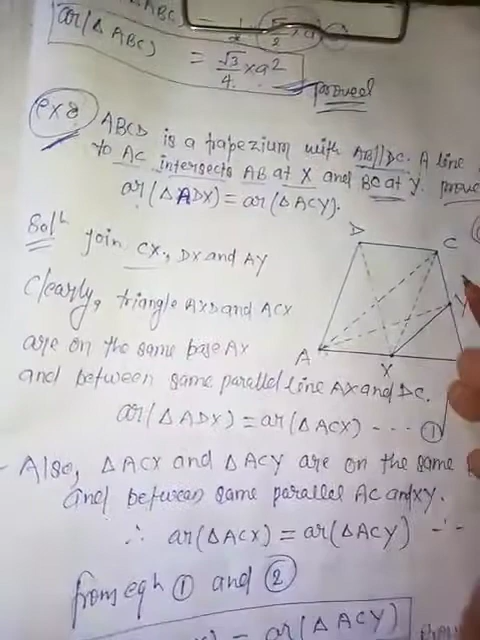 ar(△ABC)
= √3/4 × a²
proved
ex 8 ABCD is a trapezium with AB||DC. A line
to AC intersects AB at X and BC at Y. prove
ar(△ADX) = ar(△ACY).
Solⁿ join CX, DX and AY
Clearly, triangle AXD and ACX
are on the same base AX
and between same parallel line AX and DC.
ar(△ADX) = ar(△ACX) --- ①
Also, △ACX and △ACY are on the same
and between same parallel AC and XY.
∴ ar(△ACX) = ar(△ACY) --
from eqn ① and ②
= ar(△ACY)
D
C
Y
A
X